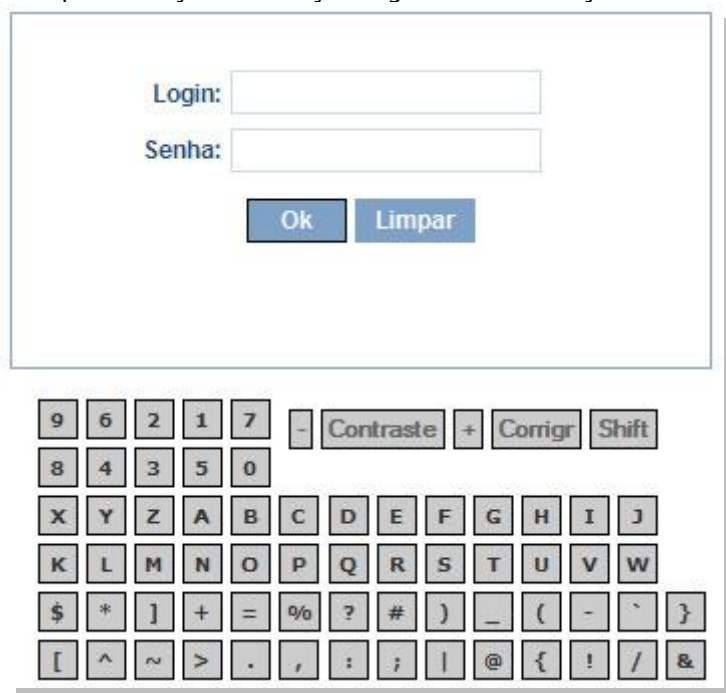 Login:
Senha:
Ok Limpar
9 6 2 1 7 - Contraste + Corrigr Shift
8 4 3 5 0
X Y Z A B C D E F G H I J
K L M N O P Q R S T U V W
$ * ] + = % ? # ) _ ( - ` }
[ ^ ~ > . , : ; | @ { ! / &